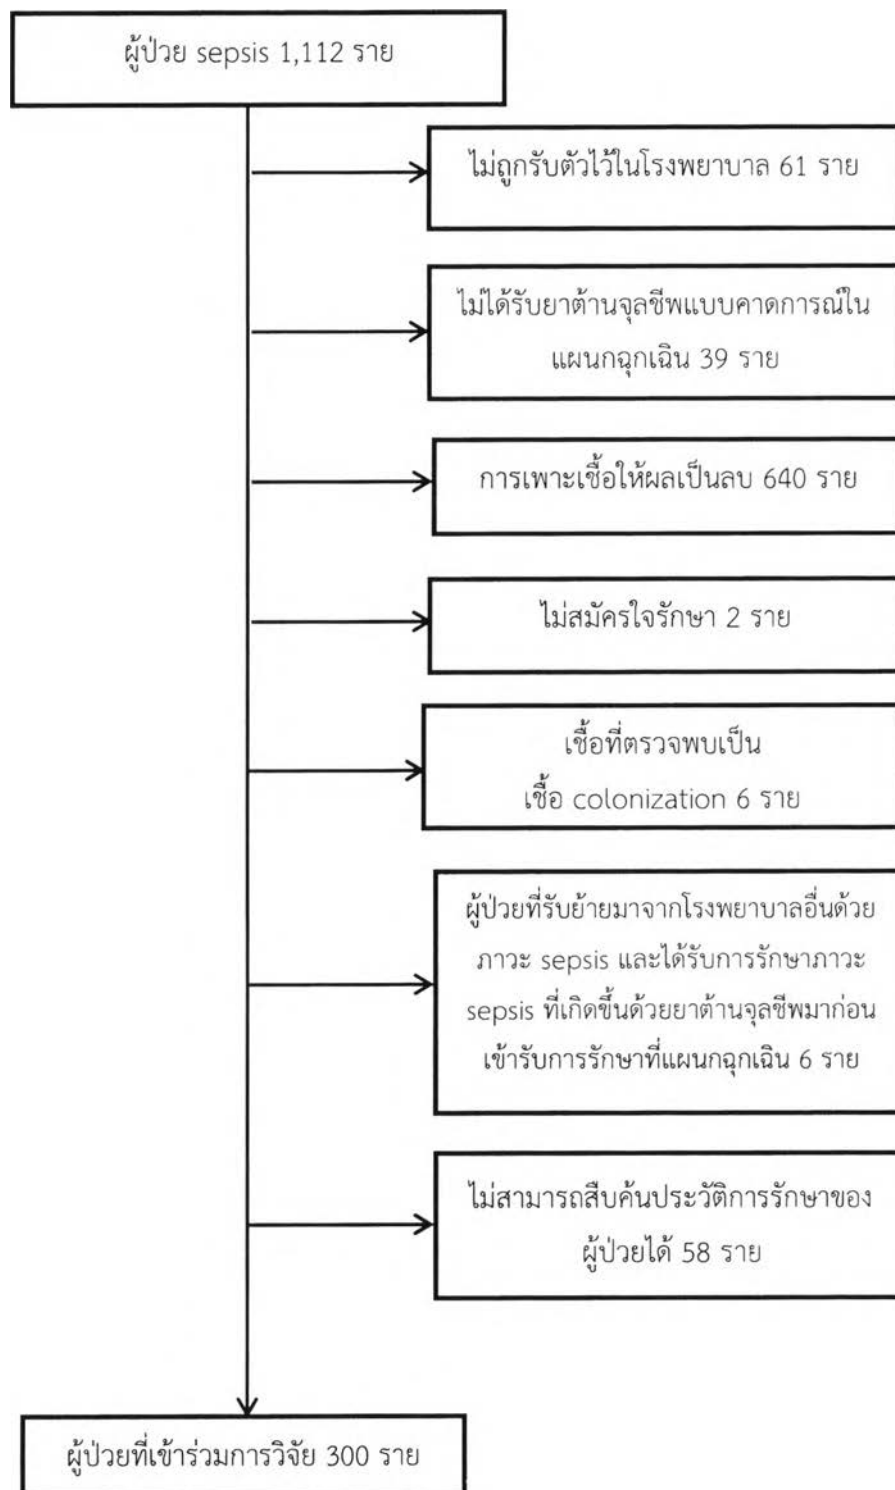 ผู้ป่วย sepsis 1,112 ราย
ไม่ถูกรับตัวไว้ในโรงพยาบาล 61 ราย
ไม่ได้รับยาต้านจุลชีพแบบคาดการณ์ใน
แผนกฉุกเฉิน 39 ราย
การเพาะเชื้อให้ผลเป็นลบ 640 ราย
ไม่สมัครใจรักษา 2 ราย
เชื้อที่ตรวจพบเป็น
เชื้อ colonization 6 ราย
ผู้ป่วยที่รับย้ายมาจากโรงพยาบาลอื่นด้วย
ภาวะ sepsis และได้รับการรักษาภาวะ
sepsis ที่เกิดขึ้นด้วยยาต้านจุลชีพมาก่อน
เข้ารับการรักษาที่แผนกฉุกเฉิน 6 ราย
ไม่สามารถสืบค้นประวัติการรักษาของ
ผู้ป่วยได้ 58 ราย
ผู้ป่วยที่เข้าร่วมการวิจัย 300 ราย